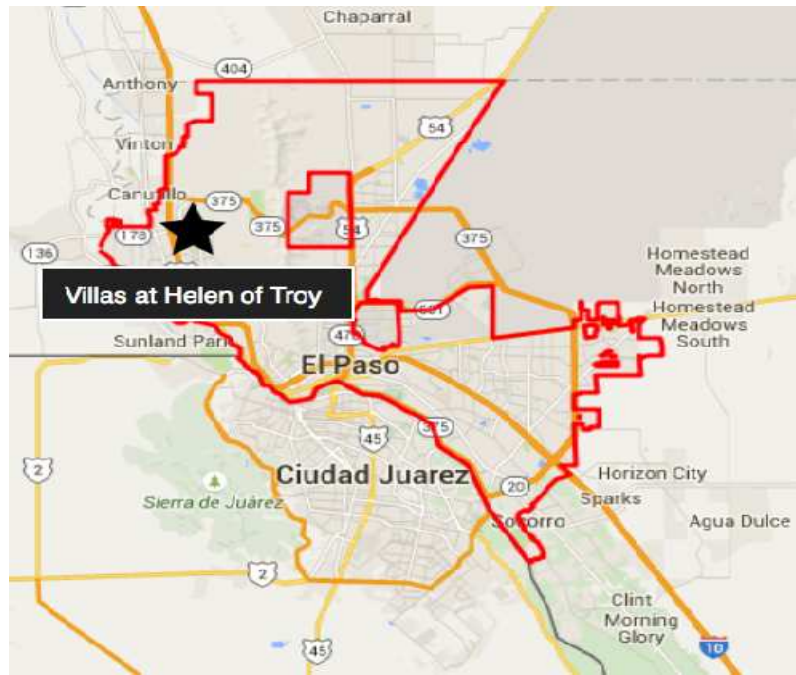 Chaparral
404
Anthony
54
Vinton
Canutillo
375
375
54
178
375
136
Homestead
Meadows
North
Villas at Helen of Troy
Homestead
Meadows
South
601
478
Sunland Park
El Paso
375
45
2
Ciudad Juarez
Horizon City
20
Sparks
Sierra de Juárez
Socorro
Agua Dulce
2
Clint
Morning
Glory
45
10